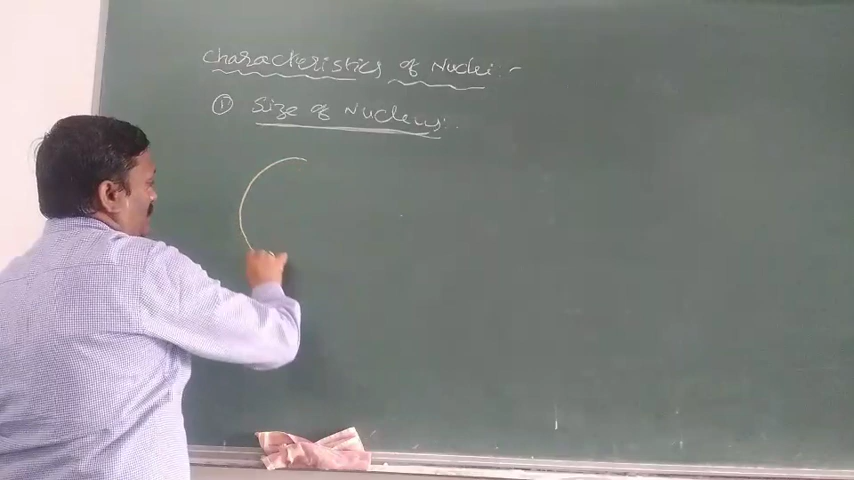 Characteristics of Nuclei :-
① Size of Nucleus :-